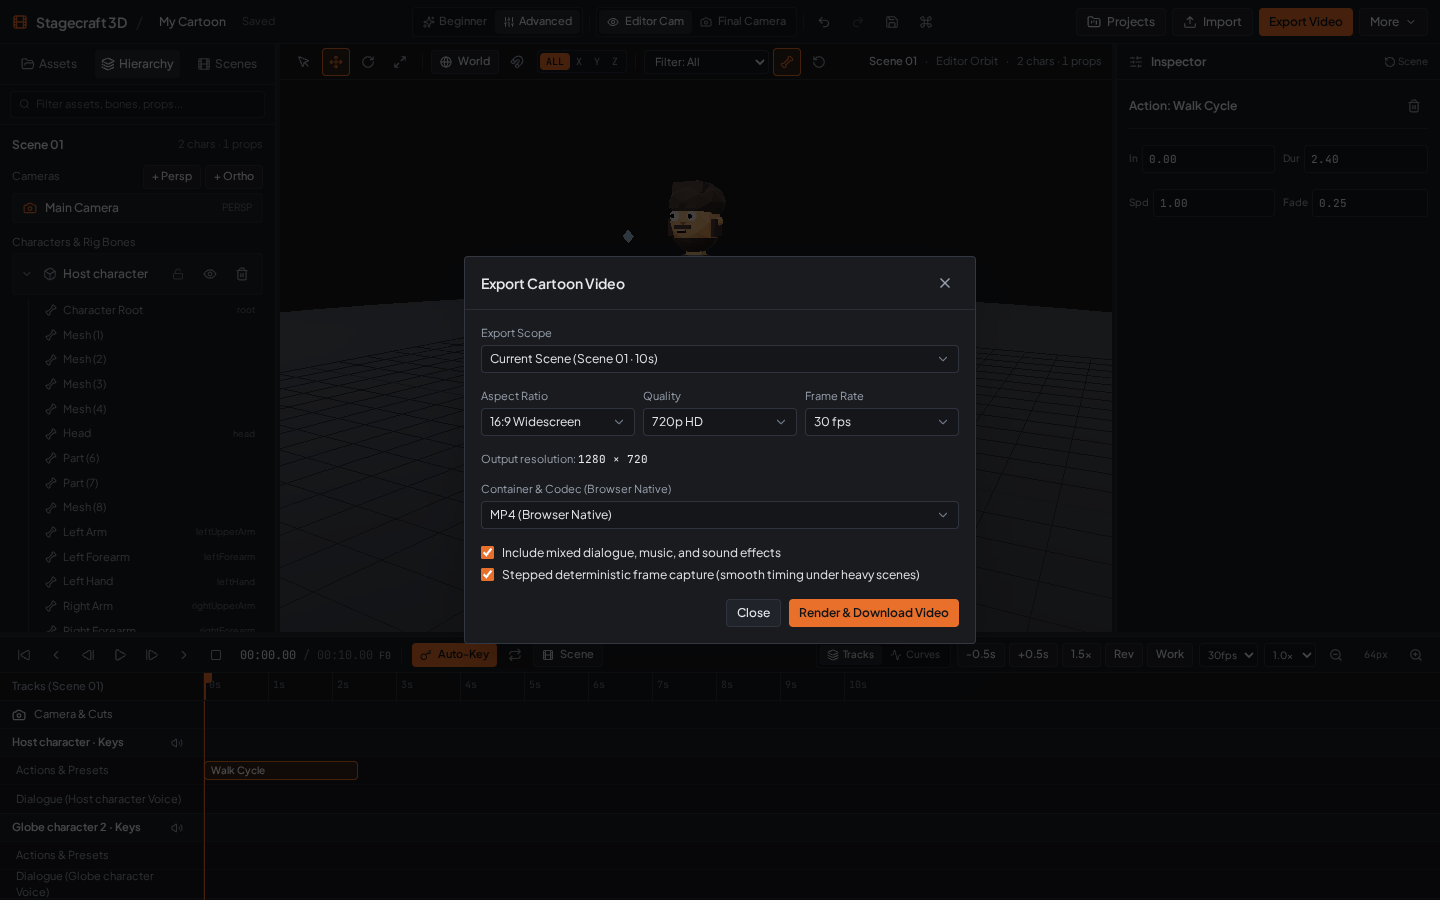 Stagecraft 3D / My Cartoon Saved Beginner Advanced Editor Cam Final Camera Projects Import Export Video More
Assets Hierarchy Scenes World ALL X Y Z Filter: All Scene 01 · Editor Orbit · 2 chars · 1 props Inspector Scene
Filter assets, bones, props...
Action: Walk Cycle
Scene 01 2 chars · 1 props
In 0.00 Dur 2.40
Cameras + Persp + Ortho
Spd 1.00 Fade 0.25
Main Camera PERSP
Characters & Rig Bones
Host character
Character Root root
Mesh (1)
Mesh (2)
Mesh (3)
Mesh (4)
Head head
Part (6)
Part (7)
Mesh (8)
Left Arm leftUpperArm
Left Forearm leftForearm
Left Hand leftHand
Right Arm rightUpperArm
Right Forearm rightForearm
Export Cartoon Video
Export Scope
Current Scene (Scene 01 · 10s)
Aspect Ratio Quality Frame Rate
16:9 Widescreen 720p HD 30 fps
Output resolution: 1280 × 720
Container & Codec (Browser Native)
MP4 (Browser Native)
Include mixed dialogue, music, and sound effects
Stepped deterministic frame capture (smooth timing under heavy scenes)
Close Render & Download Video
00:00.00 / 00:10.00 F0 Auto-Key Scene Tracks Curves -0.5s +0.5s 1.5× Rev Work 30fps 1.0× 64px
Tracks (Scene 01) 0s 1s 2s 3s 4s 5s 6s 7s 8s 9s 10s
Camera & Cuts
Host character · Keys
Actions & Presets Walk Cycle
Dialogue (Host character Voice)
Globe character 2 · Keys
Actions & Presets
Dialogue (Globe character
Voice)